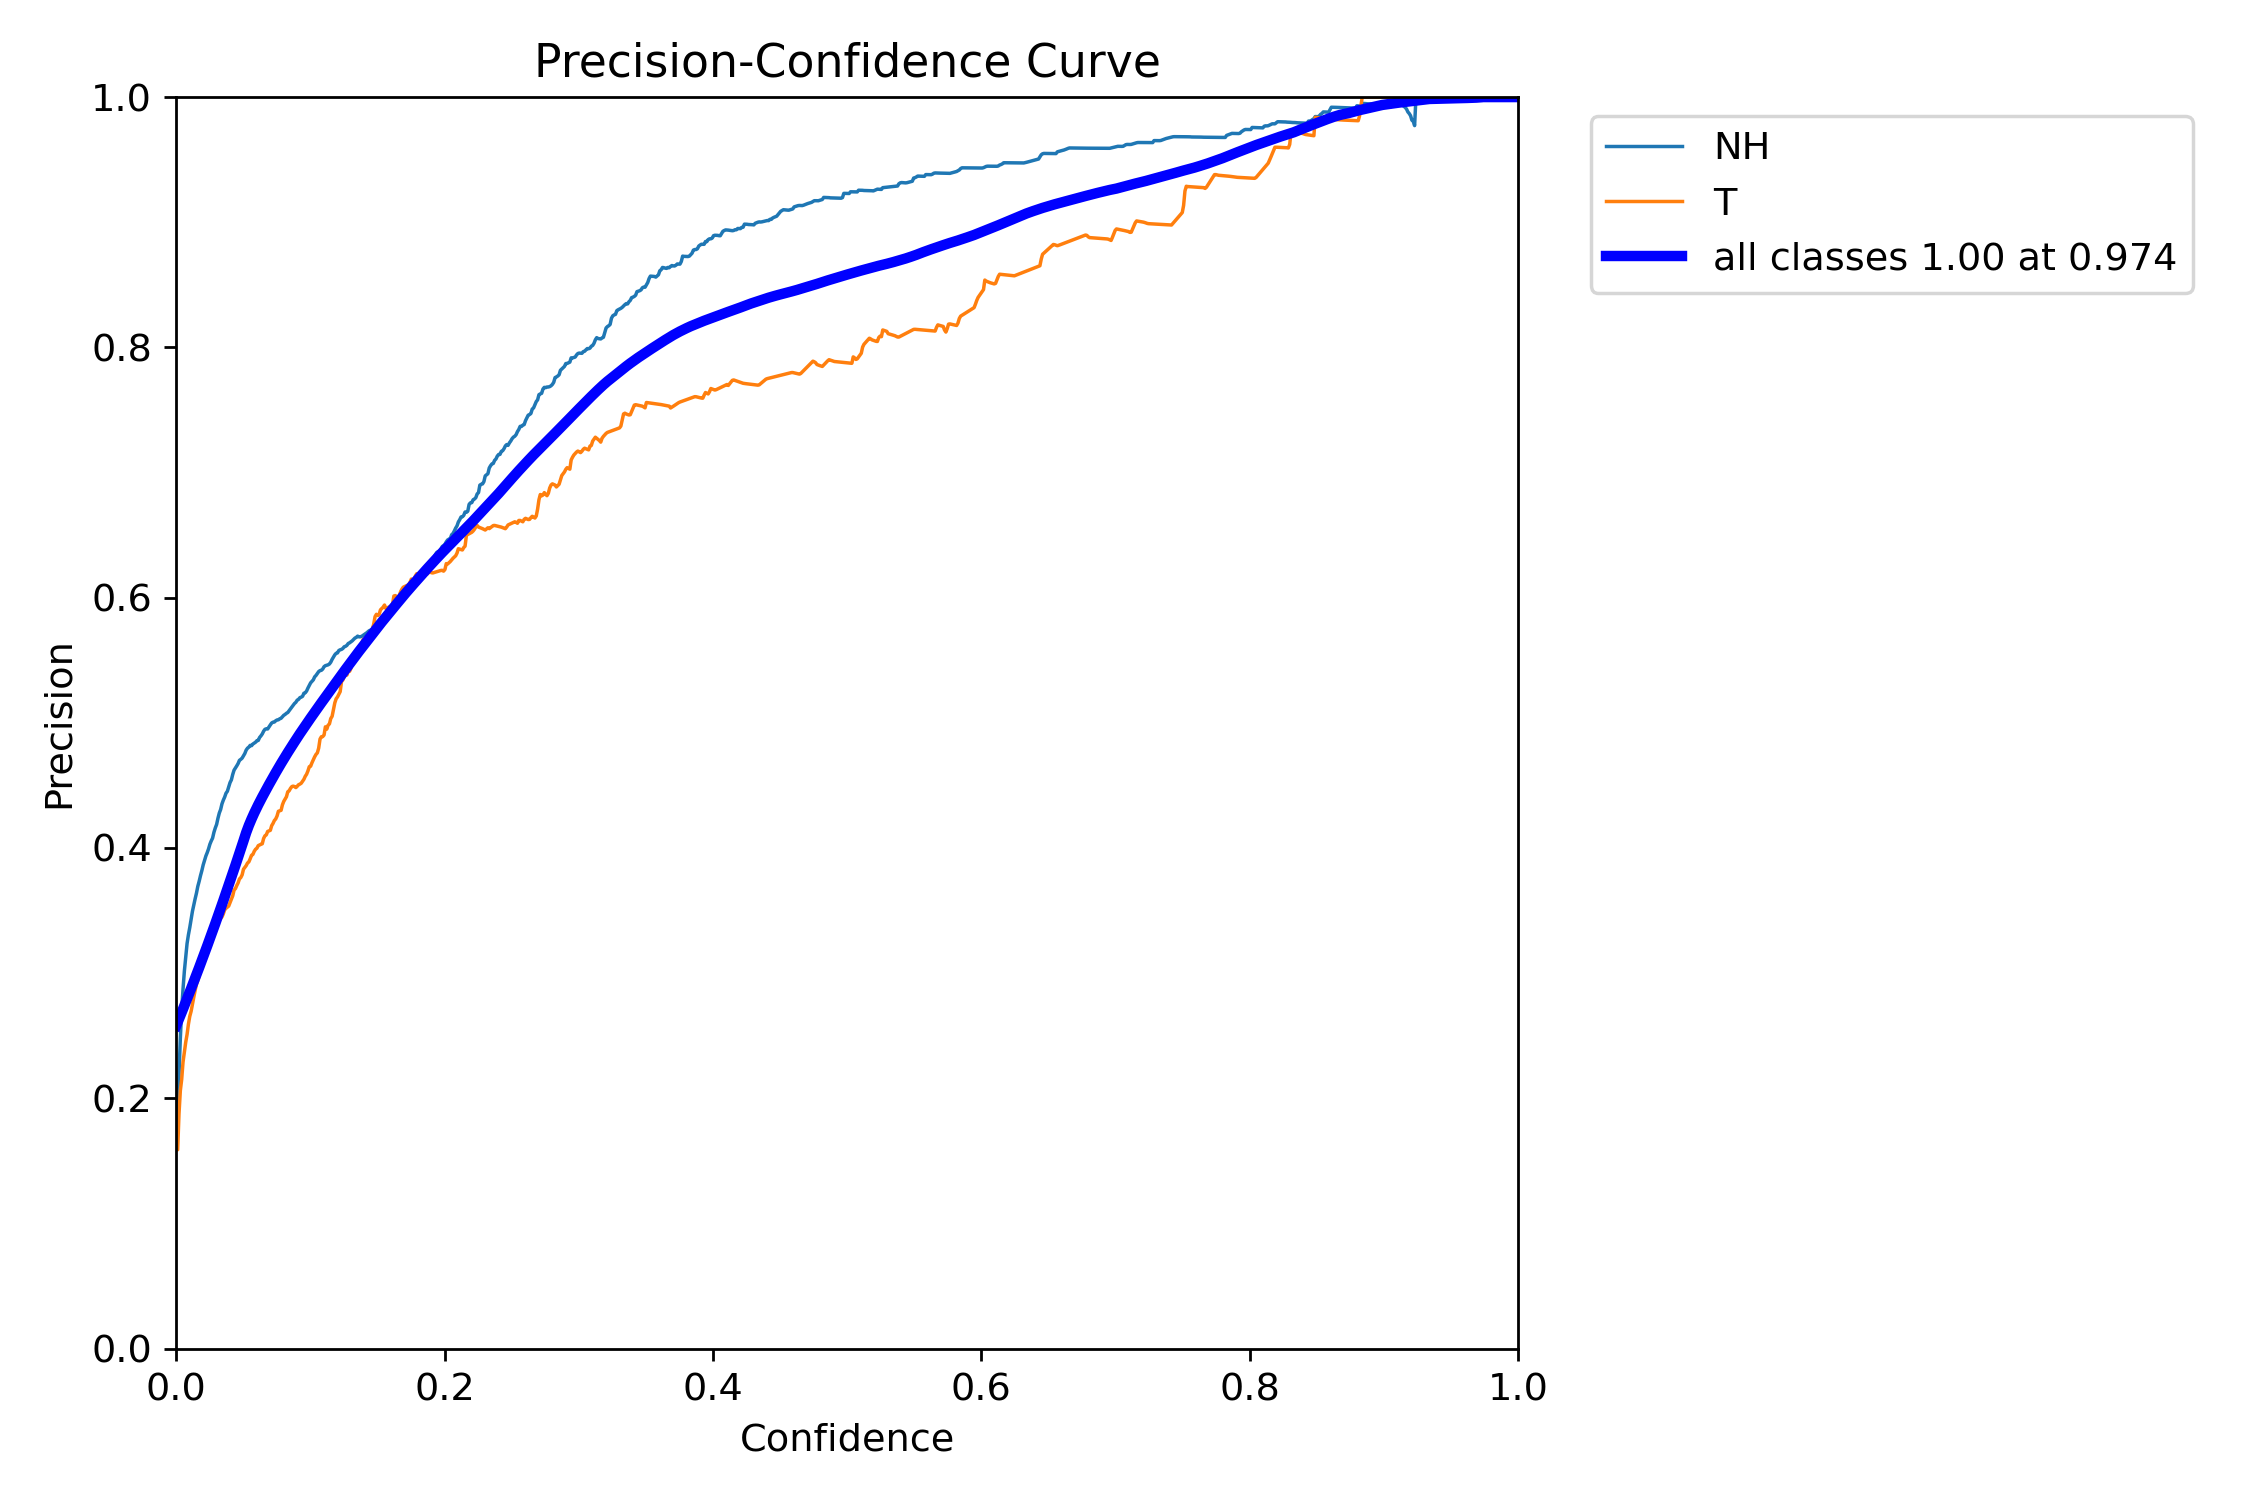 Precision-Confidence Curve
1.0
0.8
0.6
0.4
0.2
0.0
Precision
0.0 0.2 0.4 0.6 0.8 1.0
Confidence
NH
T
all classes 1.00 at 0.974